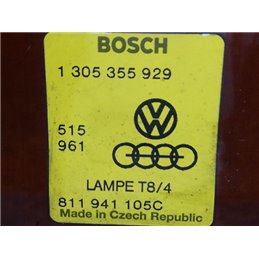 BOSCH
1 305 355 929
515
961
LAMPE T8/4
811 941 105C
Made in Czech Republic